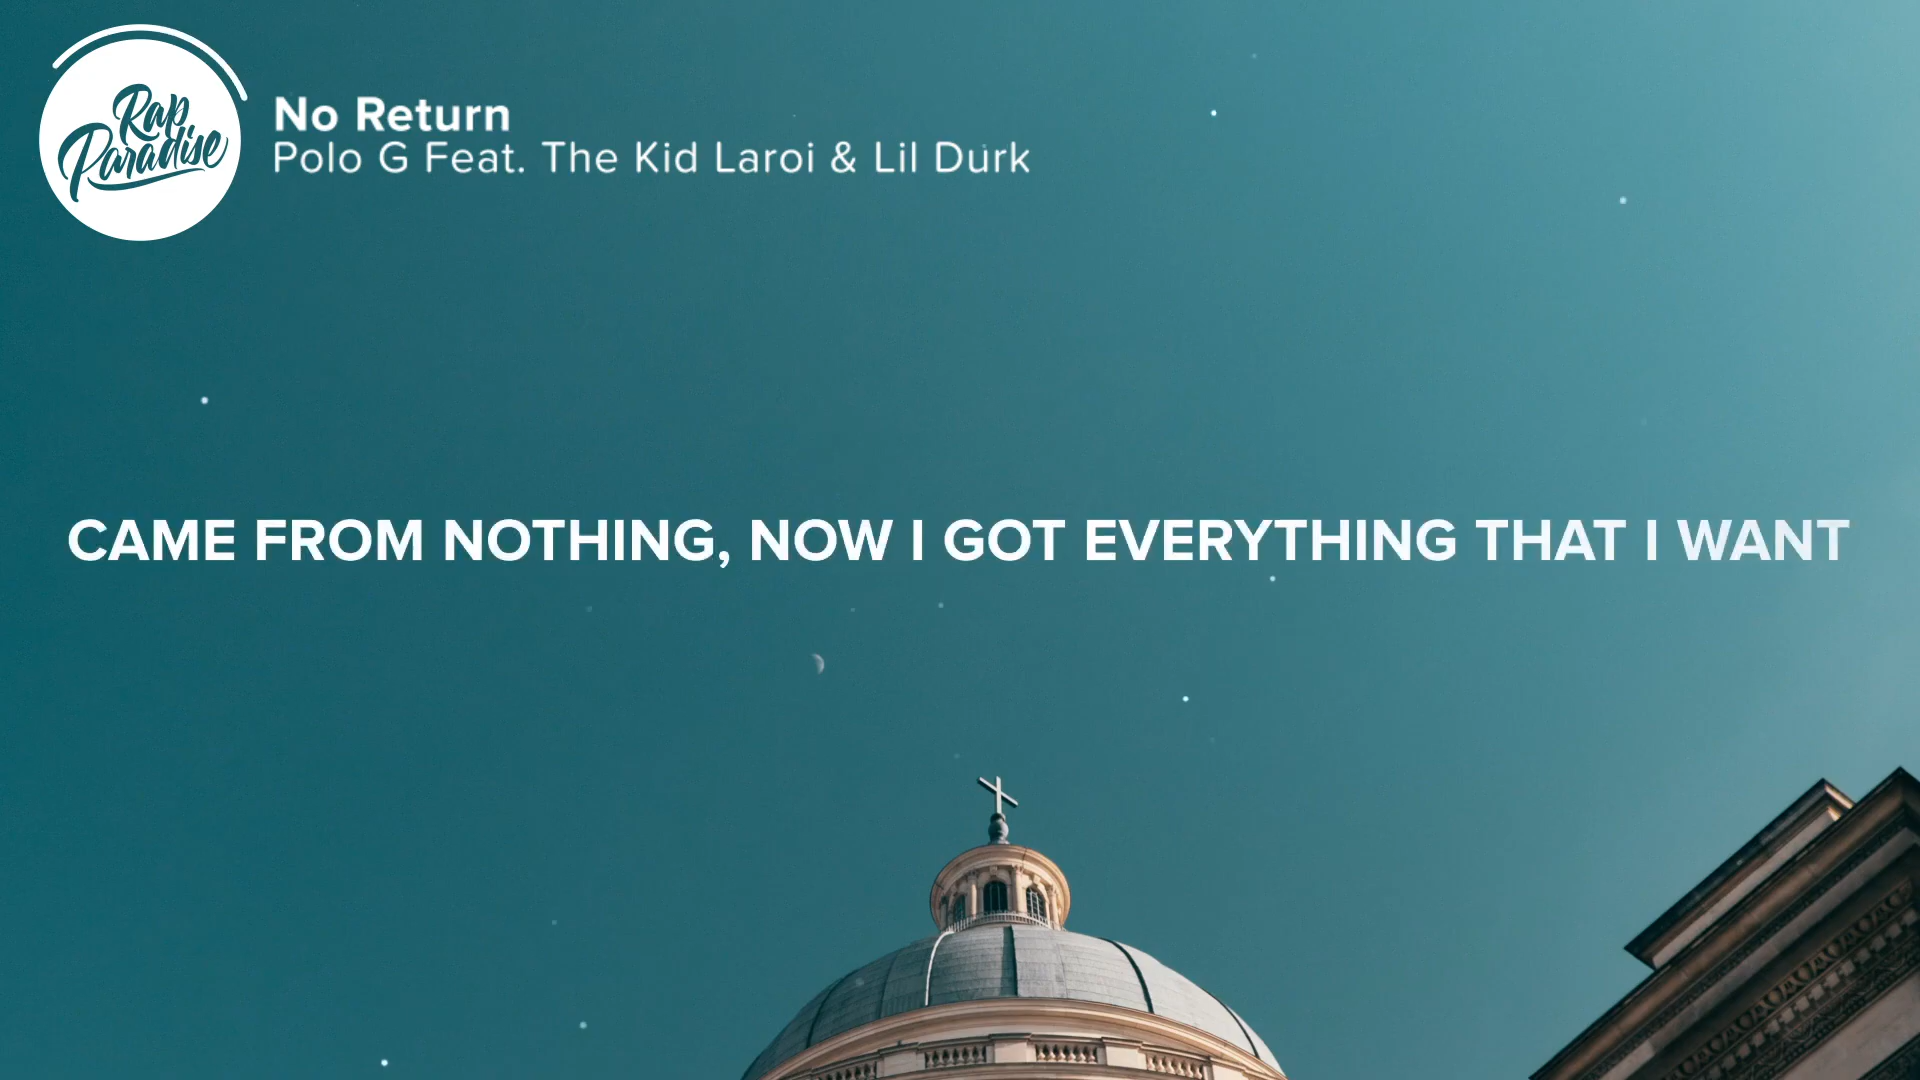 Rap
Paradise
No Return
Polo G Feat. The Kid Laroi & Lil Durk
CAME FROM NOTHING, NOW I GOT EVERYTHING THAT I WANT